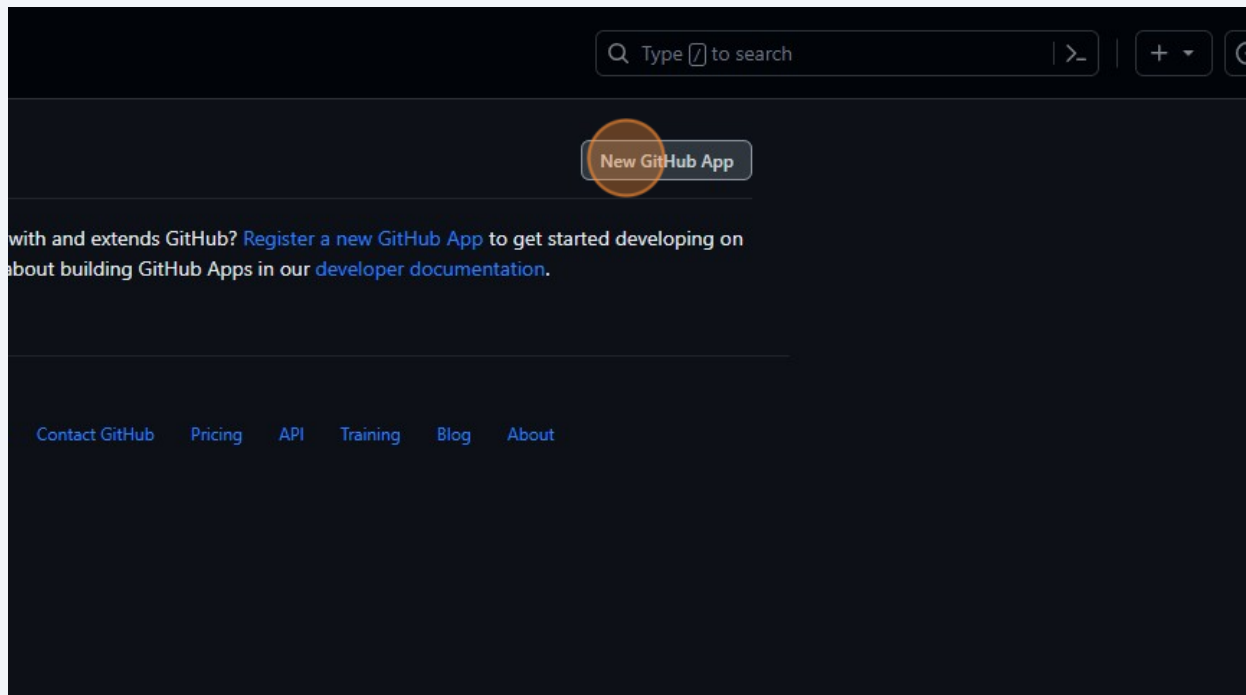 Type / to search
New GitHub App
with and extends GitHub? Register a new GitHub App to get started developing on
about building GitHub Apps in our developer documentation.
Contact GitHub Pricing API Training Blog About